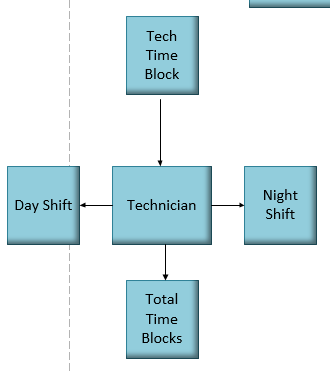 Tech
Time
Block
Day Shift
Technician
Night
Shift
Total
Time
Blocks